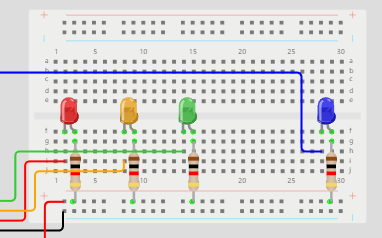 + +
- -
1 5 10 15 20 25 30
a a
b b
c c
d d
e e
f f
g g
h h
i i
j j
1 5 10 15 20 25 30
+ +
- -